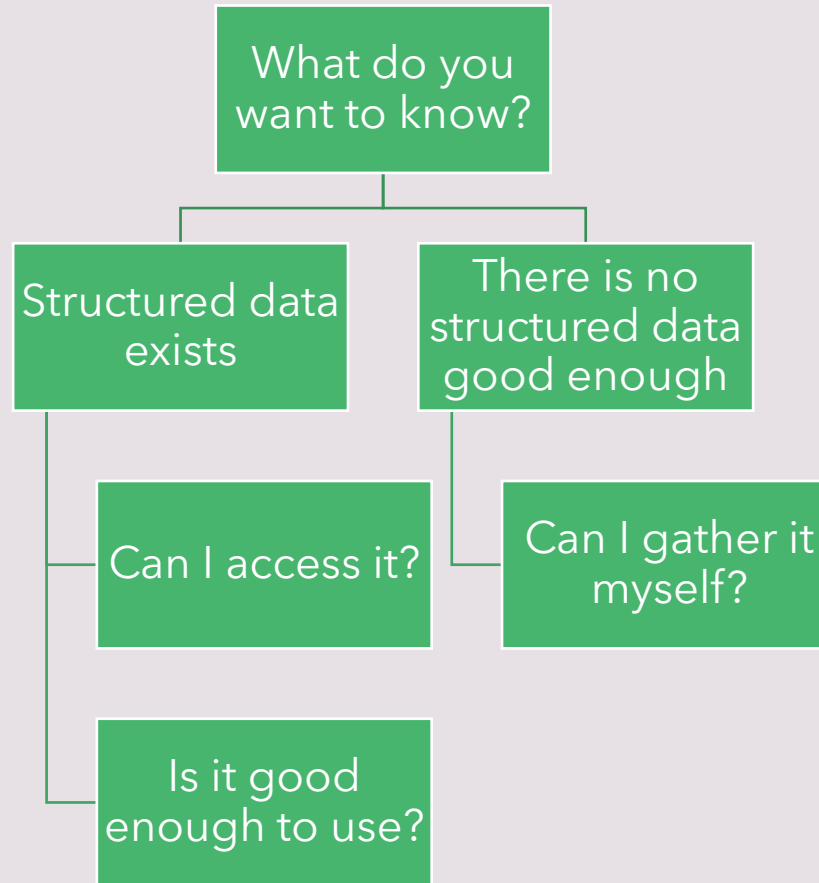 What do you
want to know?
Structured data
exists
There is no
structured data
good enough
Can I access it?
Can I gather it
myself?
Is it good
enough to use?